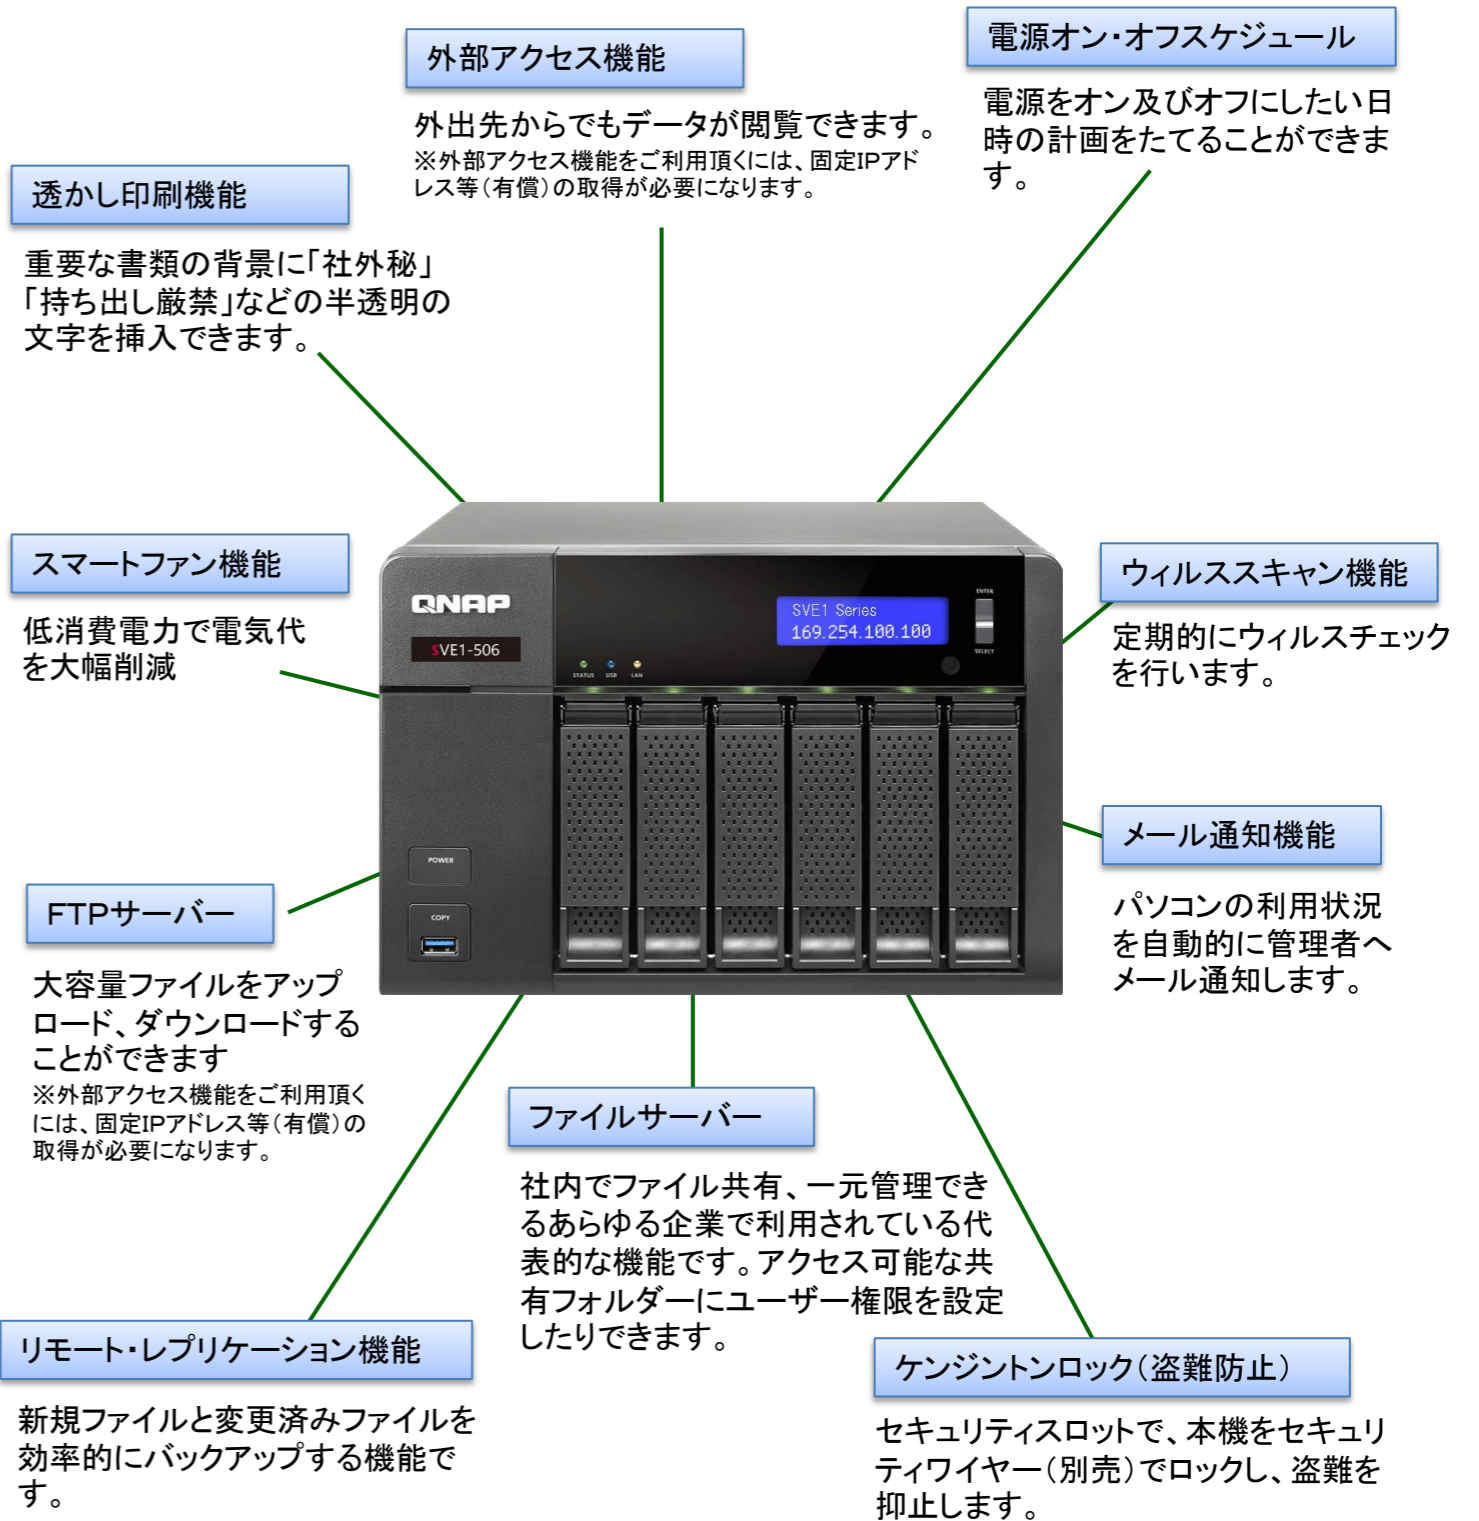 外部アクセス機能
外出先からでもデータが閲覧できます。
※外部アクセス機能をご利用頂くには、固定IPアド
レス等(有償)の取得が必要になります。
電源オン・オフスケジュール
電源をオン及びオフにしたい日
時の計画をたてることができま
す。
透かし印刷機能
重要な書類の背景に「社外秘」
「持ち出し厳禁」などの半透明の
文字を挿入できます。
スマートファン機能
低消費電力で電気代
を大幅削減
QNAP
SVE1-506
SVE1 Series
169.254.100.100
ENTER
SELECT
STATUS USB LAN
POWER
COPY
ウィルススキャン機能
定期的にウィルスチェック
を行います。
メール通知機能
パソコンの利用状況
を自動的に管理者へ
メール通知します。
FTPサーバー
大容量ファイルをアップ
ロード、ダウンロードする
ことができます
※外部アクセス機能をご利用頂く
には、固定IPアドレス等(有償)の
取得が必要になります。
ファイルサーバー
社内でファイル共有、一元管理でき
るあらゆる企業で利用されている代
表的な機能です。アクセス可能な共
有フォルダーにユーザー権限を設定
したりできます。
リモート・レプリケーション機能
新規ファイルと変更済みファイルを
効率的にバックアップする機能で
す。
ケンジントンロック(盗難防止)
セキュリティスロットで、本機をセキュリ
ティワイヤー(別売)でロックし、盗難を
抑止します。